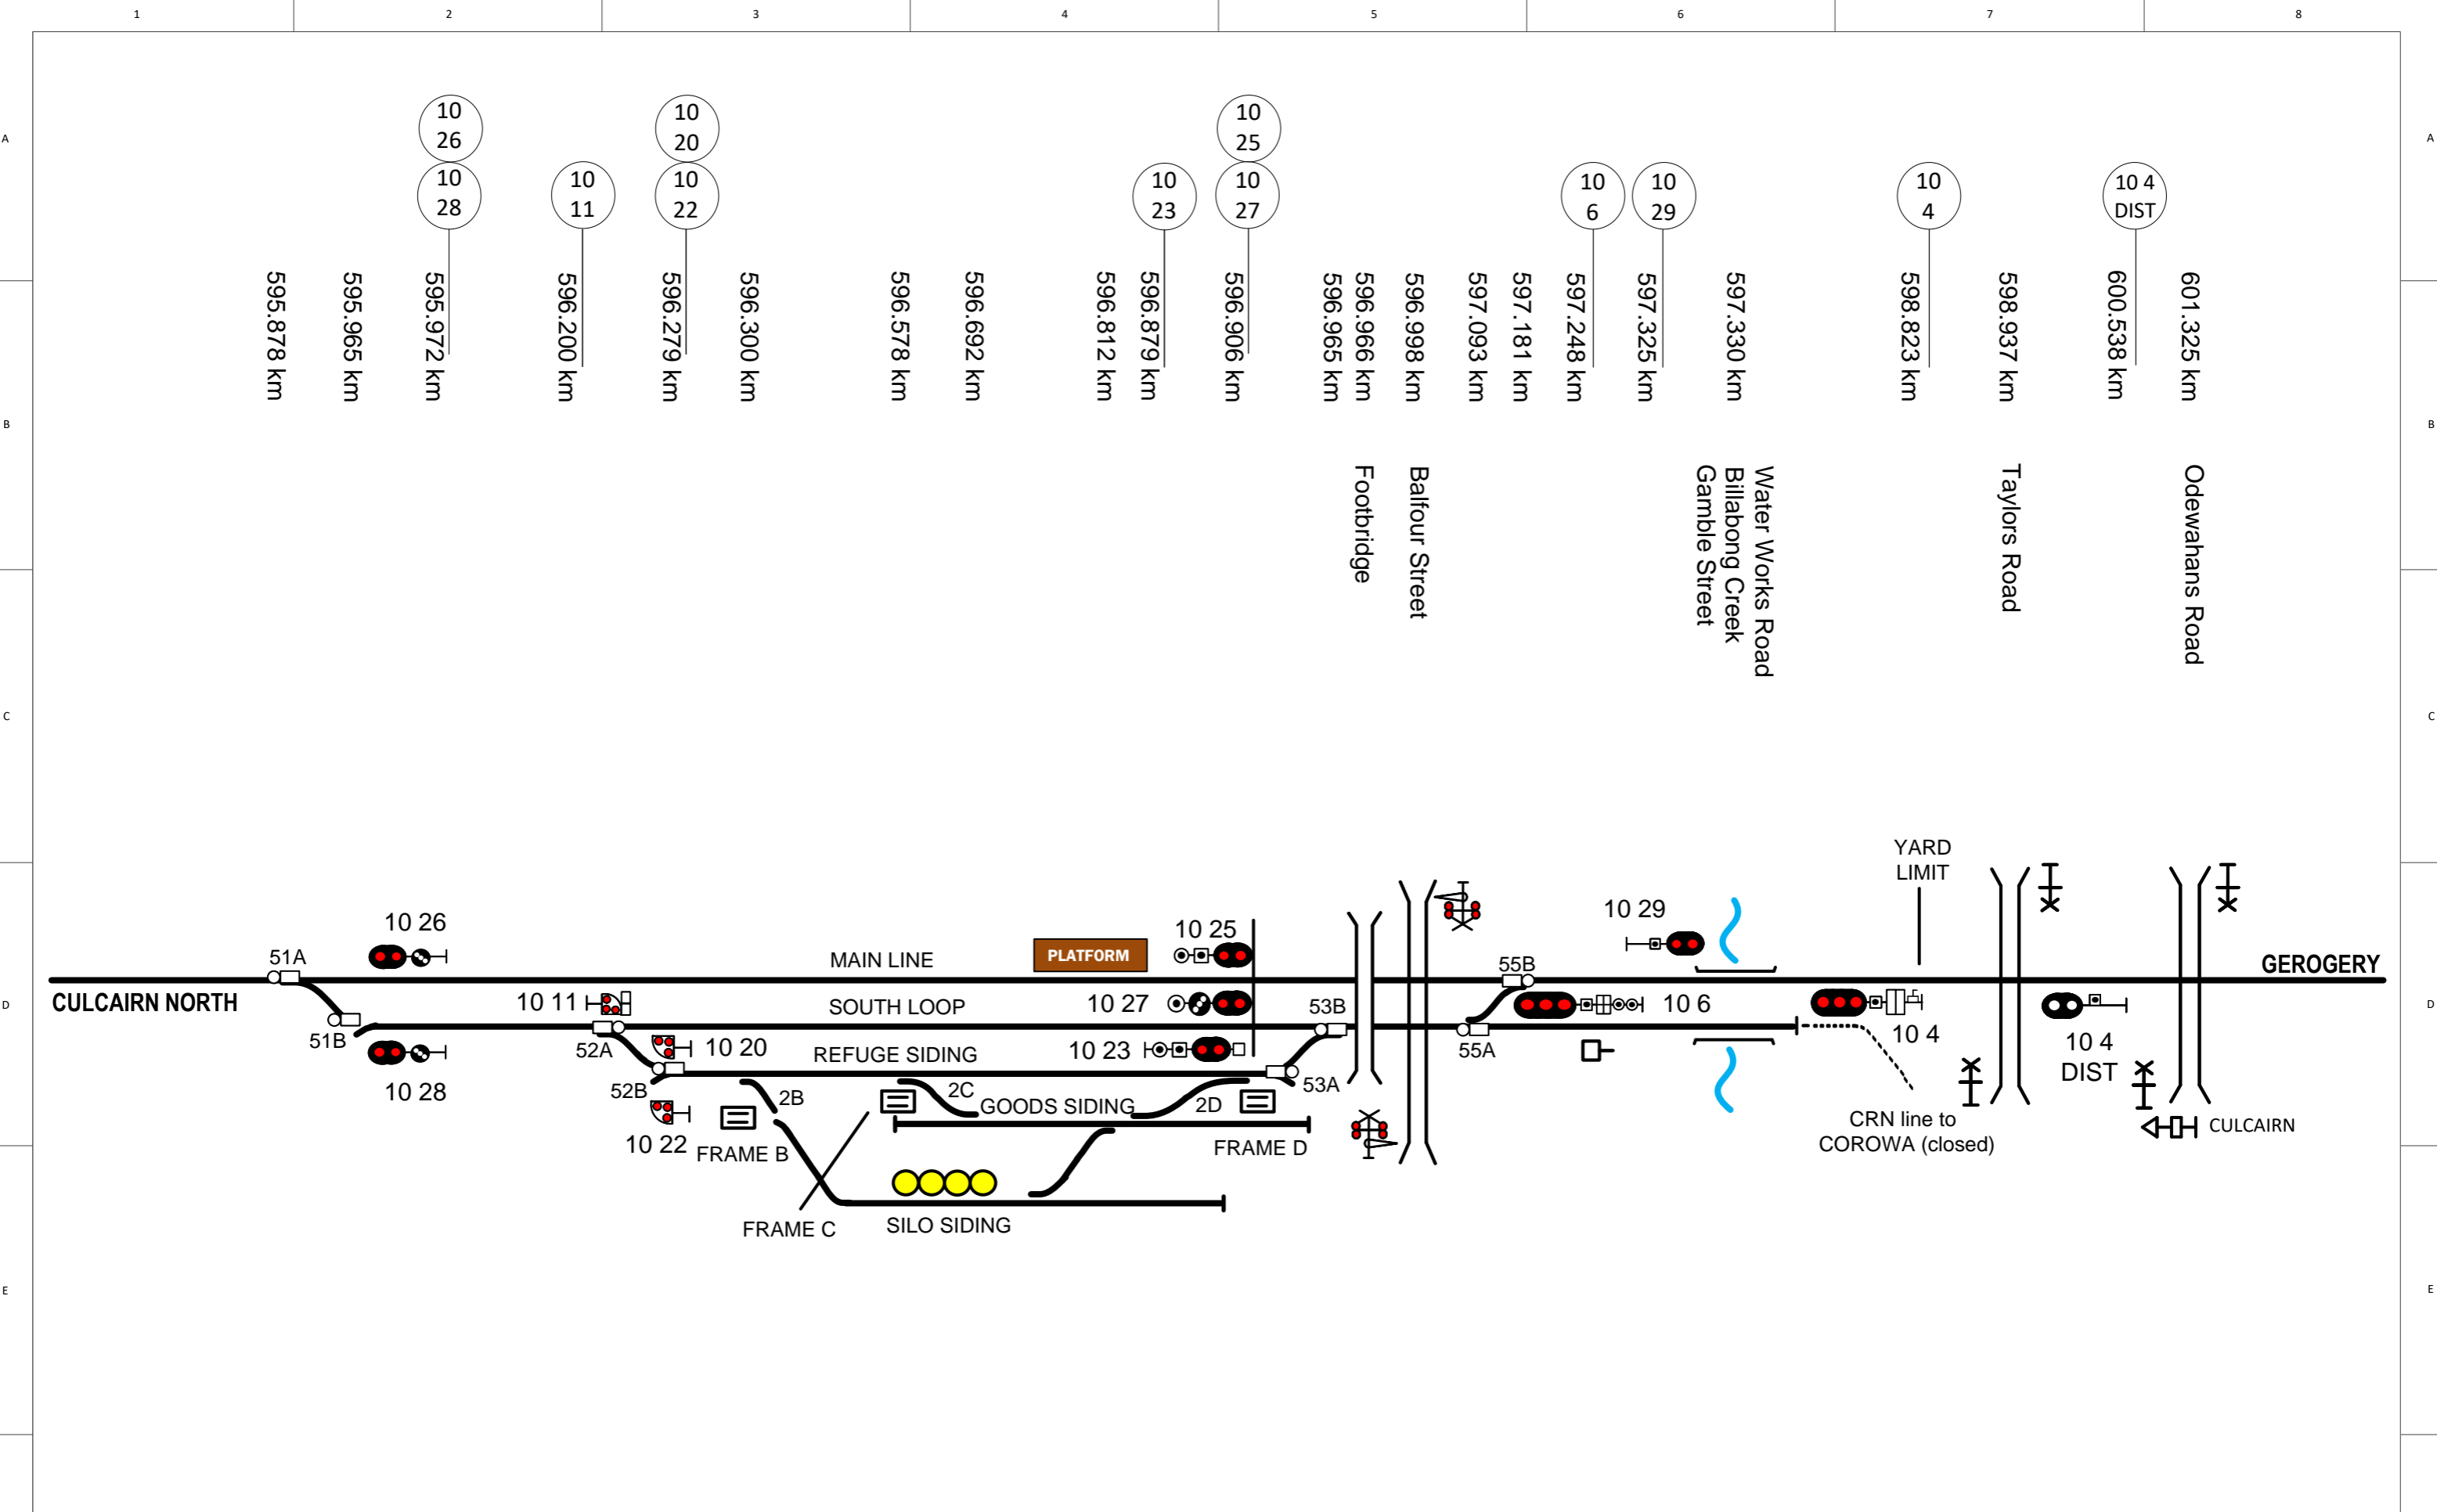 1 2 3 4 5 6 7 8
A A
10 26
10 28
10 11
10 20
10 22
10 23
10 25
10 27
10 6
10 29
10 4
10 4 DIST
B B
595.878 km
595.965 km
595.972 km
596.200 km
596.279 km
596.300 km
596.578 km
596.692 km
596.812 km
596.879 km
596.906 km
596.965 km
596.966 km
596.998 km
597.093 km
597.181 km
597.248 km
597.325 km
597.330 km
598.823 km
598.937 km
600.538 km
601.325 km
Footbridge
Balfour Street
Gamble Street
Billabong Creek
Water Works Road
Taylors Road
Odewahans Road
C C
YARD
LIMIT
10 26
10 25
10 29
51A
MAIN LINE
PLATFORM
55B
GEROGERY
D D
CULCAIRN NORTH
10 11
SOUTH LOOP
10 27
53B
10 6
10 4
51B
52A
10 20
REFUGE SIDING
10 23
55A
10 4
DIST
10 28
52B
2B
2C
GOODS SIDING
2D
53A
10 22
FRAME B
FRAME D
CRN line to
COROWA (closed)
CULCAIRN
FRAME C
SILO SIDING
E E